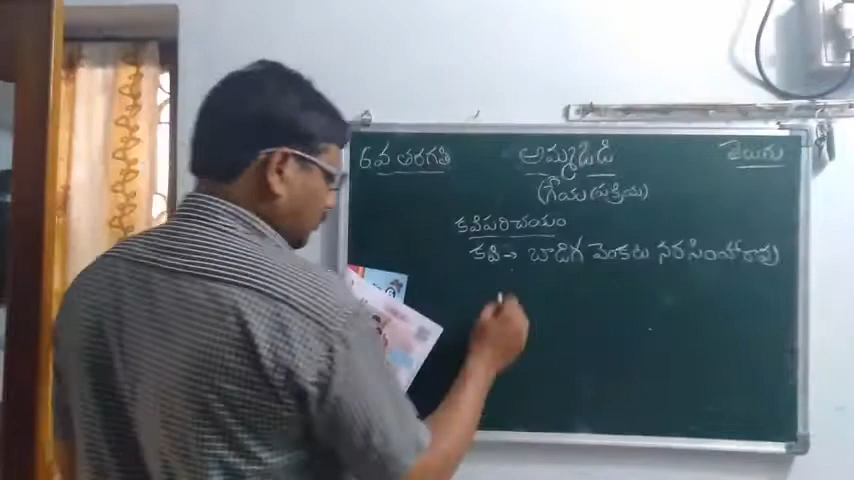 6వ తరగతి అమ్మఒడి తెలుగు
(గేయ ప్రక్రియ)
కవిపరిచయం
కవి → బాడిగ వెంకట నరసింహారావు